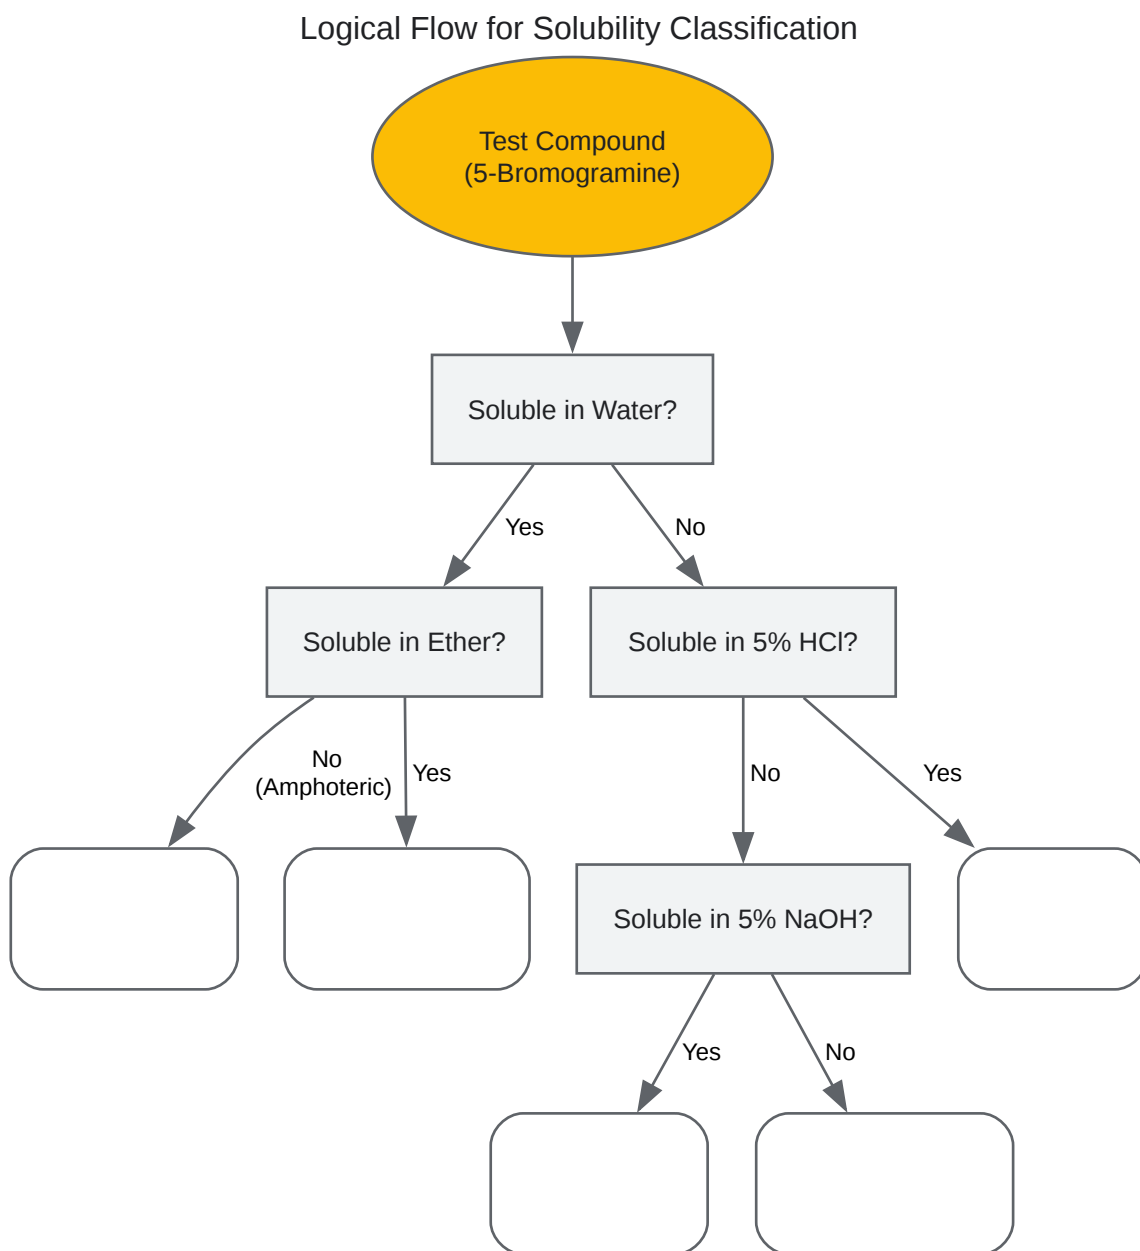 Logical Flow for Solubility Classification
Test Compound
(5-Bromogramine)
Soluble in Water?
Yes
No
Soluble in Ether?
Soluble in 5% HCl?
No
(Amphoteric)
Yes
No
Yes
Soluble in 5% NaOH?
Yes
No